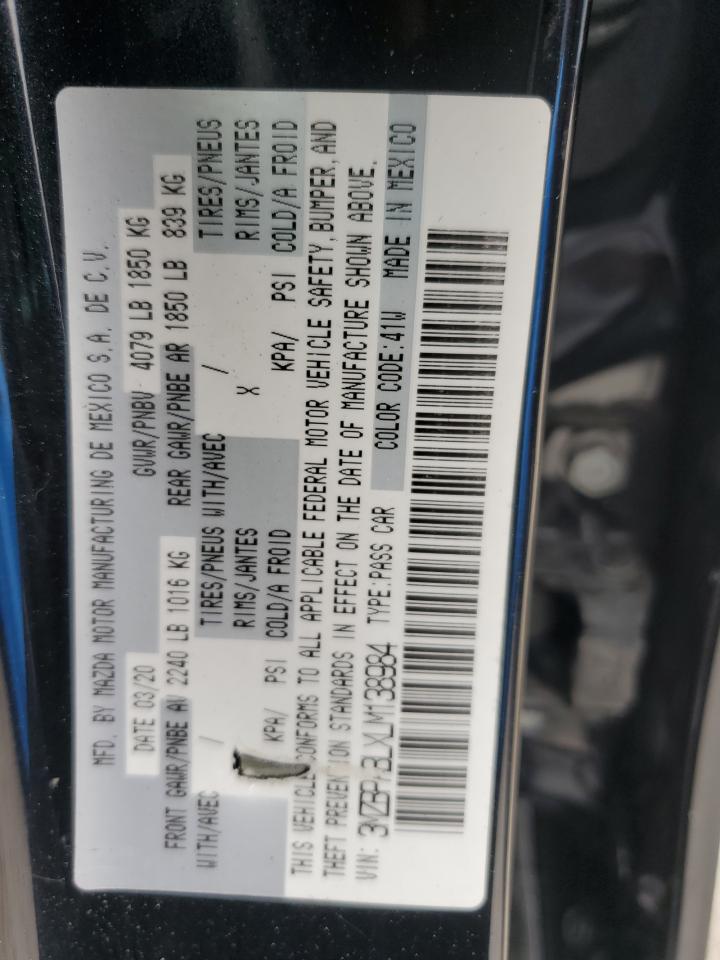 MFD. BY MAZDA MOTOR MANUFACTURING DE MEXICO S.A. DE C.V.
DATE 03/20 GVWR/PNBV 4079 LB 1850 KG
FRONT GAWR/PNBE AV 2240 LB 1016 KG REAR GAWR/PNBE AR 1850 LB 839 KG
WITH/AVEC / TIRES/PNEUS WITH/AVEC / TIRES/PNEUS
RIMS/JANTES X RIMS/JANTES
KPA/ PSI COLD/A FROID KPA/ PSI COLD/A FROID
THIS VEHICLE CONFORMS TO ALL APPLICABLE FEDERAL MOTOR VEHICLE SAFETY, BUMPER, AND
THEFT STANDARDS IN EFFECT ON THE DATE OF MANUFACTURE SHOWN ABOVE.
VIN: TYPE:PASS CAR COLOR CODE:41W MADE IN MEXICO